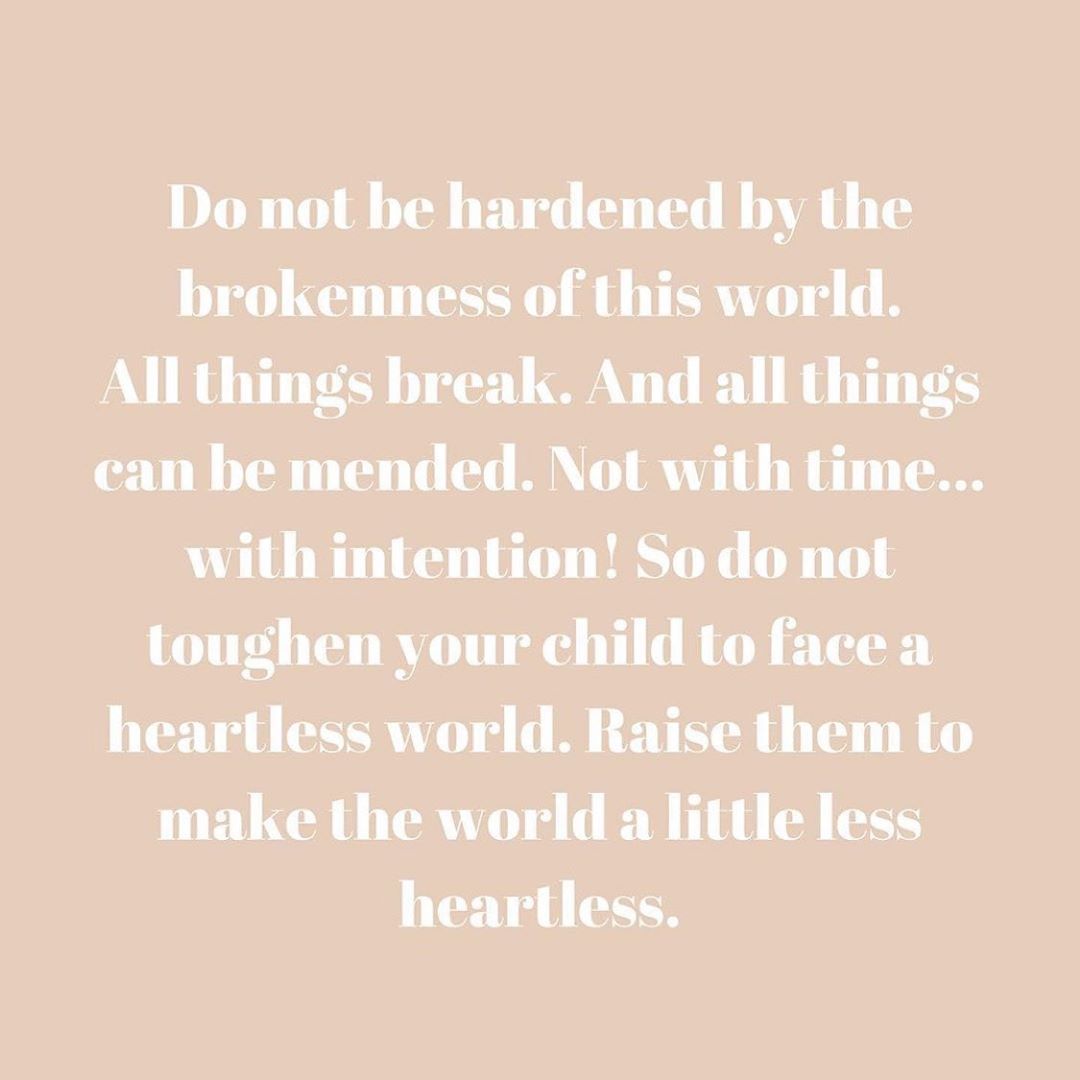 Do not be hardened by the
brokenness of this world.
All things break. And all things
can be mended. Not with time...
with intention! So do not
toughen your child to face a
heartless world. Raise them to
make the world a little less
heartless.